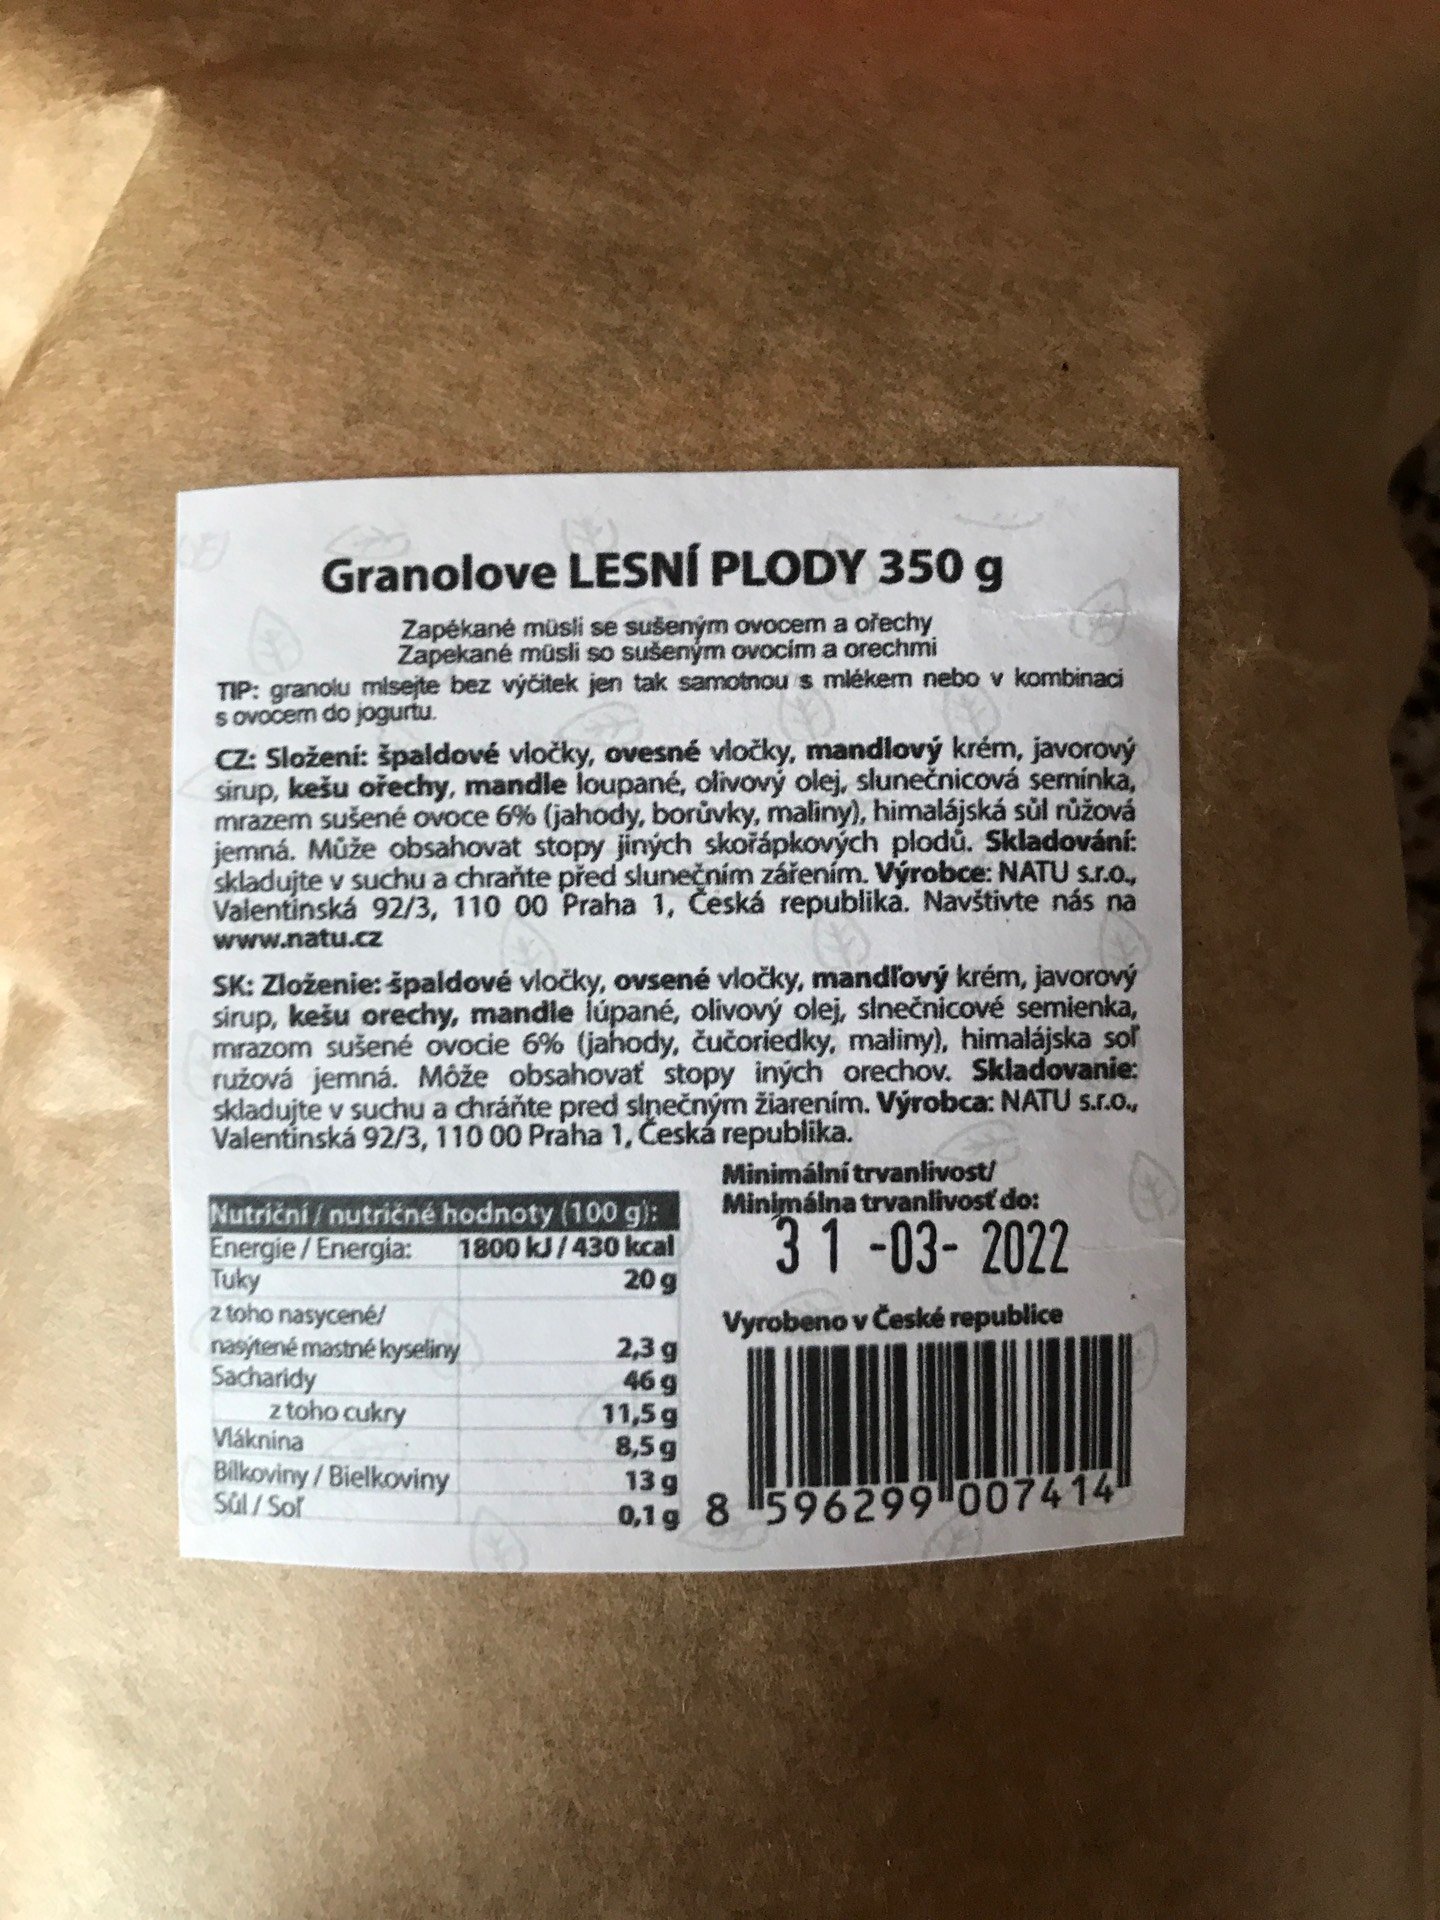 Granolove LESNÍ PLODY 350 g
Zapékané müsli se sušeným ovocem a ořechy
Zapekané müsli so sušeným ovocím a orechmi
TIP: granolu mlsejte bez výčitek jen tak samotnou s mlékem nebo v kombinaci
s ovocem do jogurtu.
CZ: Složení: špaldové vločky, ovesné vločky, mandlový krém, javorový
sirup, kešu ořechy, mandle loupané, olivový olej, slunečnicová semínka,
mrazem sušené ovoce 6% (jahody, borůvky, maliny), himalájská sůl růžová
jemná. Může obsahovat stopy jiných skořápkových plodů. Skladování:
skladujte v suchu a chraňte před slunečním zářením. Výrobce: NATU s.r.o.,
Valentinská 92/3, 110 00 Praha 1, Česká republika. Navštivte nás na
www.natu.cz
SK: Zloženie: špaldové vločky, ovsené vločky, mandľový krém, javorový
sirup, kešu orechy, mandle lúpané, olivový olej, slnečnicové semienka,
mrazom sušené ovocie 6% (jahody, čučoriedky, maliny), himalájska soľ
ružová jemná. Môže obsahovať stopy iných orechov. Skladovanie:
skladujte v suchu a chráňte pred slnečným žiarením. Výrobca: NATU s.r.o.,
Valentinská 92/3, 110 00 Praha 1, Česká republika.
Nutriční / nutričné hodnoty (100 g):
Energie / Energia: 1800 kJ / 430 kcal
Tuky 20 g
z toho nasycené/
nasýtené mastné kyseliny 2,3 g
Sacharidy 46 g
z toho cukry 11,5 g
Vláknina 8,5 g
Bílkoviny / Bielkoviny 13 g
Sůl / Soľ 0,1 g
Minimální trvanlivost/
Minimálna trvanlivosť do:
31-03-2022
Vyrobeno v České republice
8 596299 007414